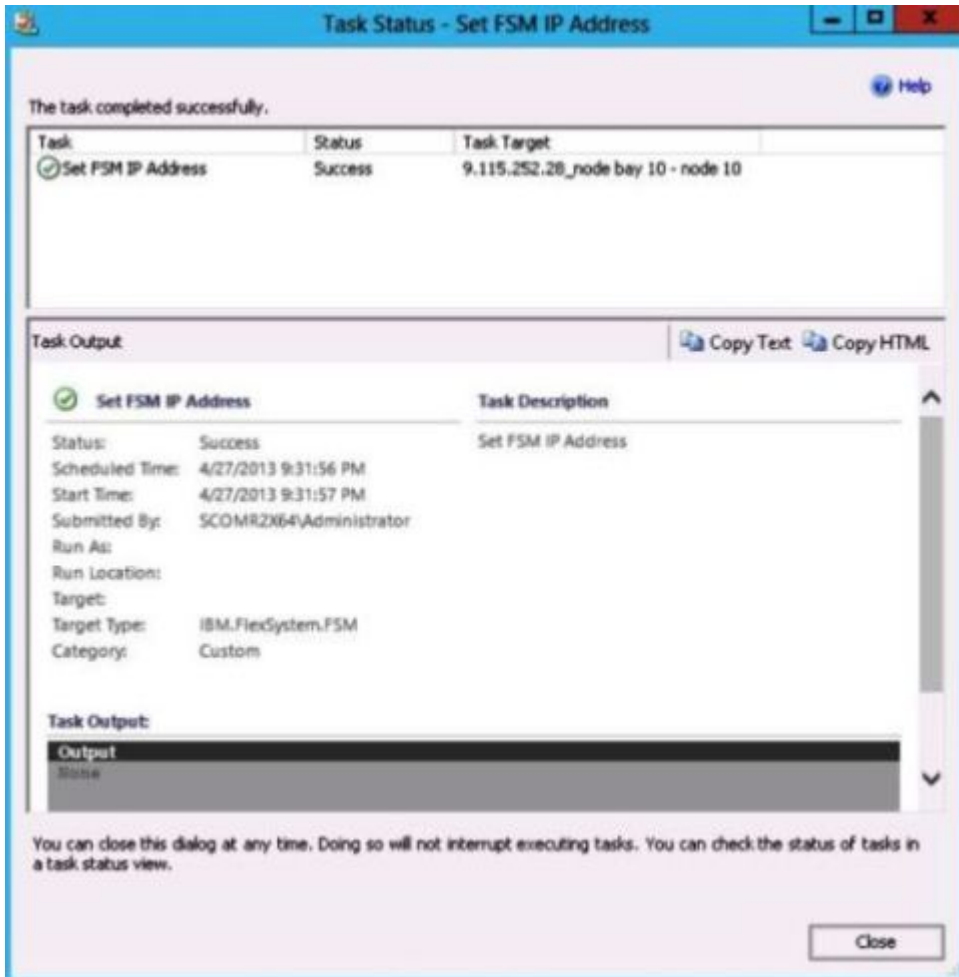 Task Status - Set FSM IP Address
Help
The task completed successfully.
Task Status Task Target
Set FSM IP Address Success 9.115.252.28_node bay 10 - node 10
Task Output Copy Text Copy HTML
Set FSM IP Address Task Description
Status: Success Set FSM IP Address
Scheduled Time: 4/27/2013 9:31:56 PM
Start Time: 4/27/2013 9:31:57 PM
Submitted By: SCOMR2X64\Administrator
Run As:
Run Location:
Target:
Target Type: IBM.FlexSystem.FSM
Category: Custom
Task Output:
Output
None
You can close this dialog at any time. Doing so will not interrupt executing tasks. You can check the status of tasks in
a task status view.
Close